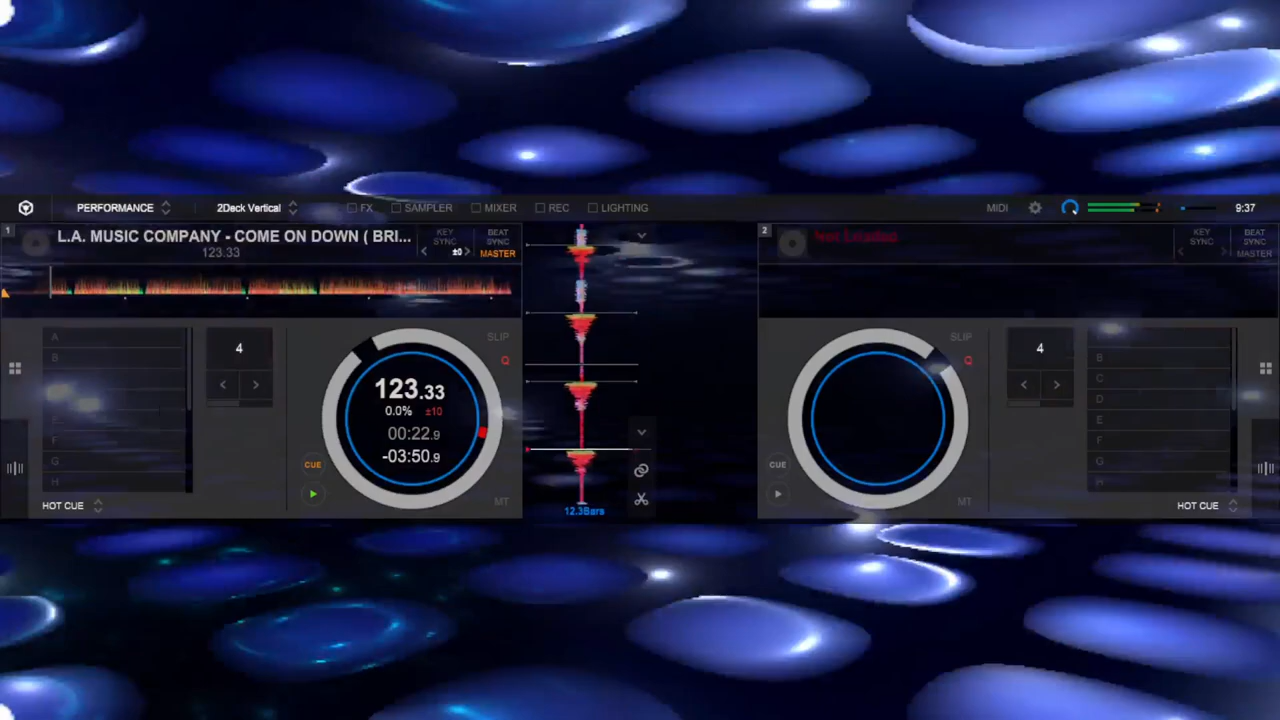 PERFORMANCE
2Deck Vertical
FX
SAMPLER
MIXER
REC
LIGHTING
MIDI
9:37
1
L.A. MUSIC COMPANY - COME ON DOWN ( BRI...
123.33
KEY SYNC
±0
BEAT SYNC
MASTER
2
Not Loaded
KEY SYNC
BEAT SYNC
MASTER
A
B
F
G
H
4
HOT CUE
SLIP
Q
123.33
0.0% ±10
00:22.9
-03:50.9
CUE
MT
12.3Bars
SLIP
Q
CUE
MT
4
B
C
D
E
F
G
H
HOT CUE